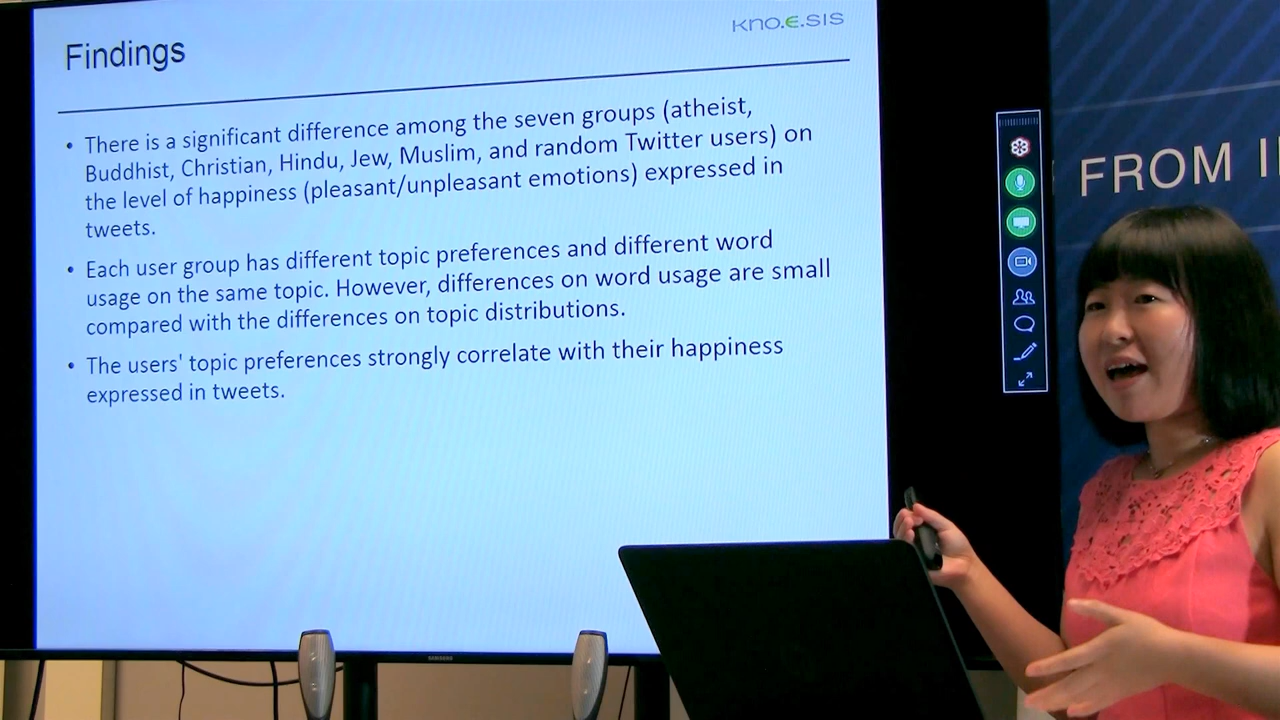 kno.e.sis
Findings
• There is a significant difference among the seven groups (atheist,
Buddhist, Christian, Hindu, Jew, Muslim, and random Twitter users) on
the level of happiness (pleasant/unpleasant emotions) expressed in
tweets.
• Each user group has different topic preferences and different word
usage on the same topic. However, differences on word usage are small
compared with the differences on topic distributions.
• The users' topic preferences strongly correlate with their happiness
expressed in tweets.
FROM I
SAMSUNG